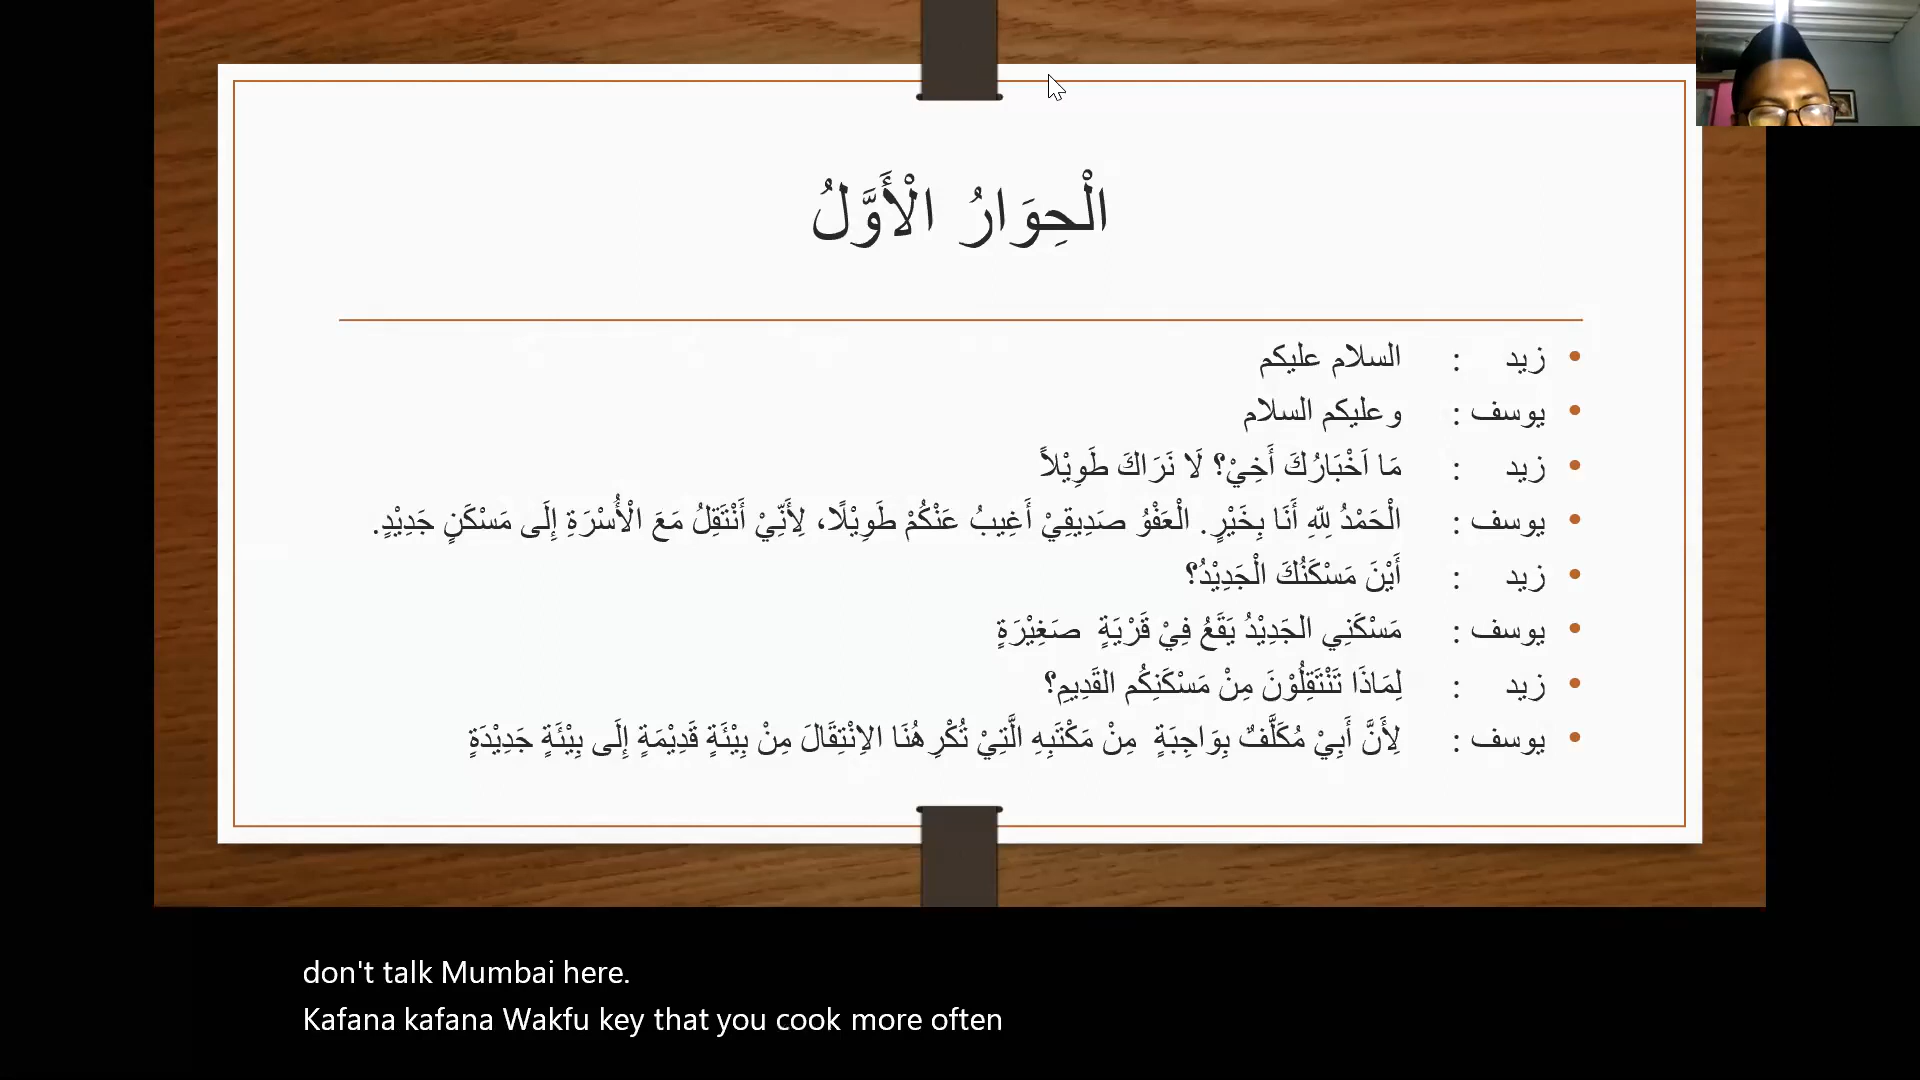 الْحِوَارُ الْأَوَّلُ
• زيد : السلام عليكم
• يوسف : وعليكم السلام
• زيد : مَا اَخْبَارُكَ أَخِيْ؟ لَا نَرَاكَ طَوِيْلاً
• يوسف : الْحَمْدُ لِلّهِ أَنَا بِخَيْرٍ. الْعَفْوُ صَدِيقِيْ أَغِيبُ عَنْكُمْ طَوِيْلًا، لِأَنِّيْ أَنْتَقِلُ مَعَ الْأُسْرَةِ إِلَى مَسْكَنٍ جَدِيْدٍ.
• زيد : أَيْنَ مَسْكَنُكَ الْجَدِيْدُ؟
• يوسف : مَسْكَنِي الجَدِيْدُ يَقَعُ فِيْ قَرْيَةٍ صَغِيْرَةٍ
• زيد : لِمَاذَا تَنْتَقِلُوْنَ مِنْ مَسْكَنِكُم القَدِيمِ؟
• يوسف : لِأَنَّ أَبِيْ مُكَلَّفٌ بِوَاجِبَةٍ مِنْ مَكْتَبِهِ الَّتِيْ تُكْرِهُنَا الاِنْتِقَالَ مِنْ بِيْئَةٍ قَدِيْمَةٍ إِلَى بِيْئَةٍ جَدِيْدَةٍ
don't talk Mumbai here.
Kafana kafana Wakfu key that you cook more often